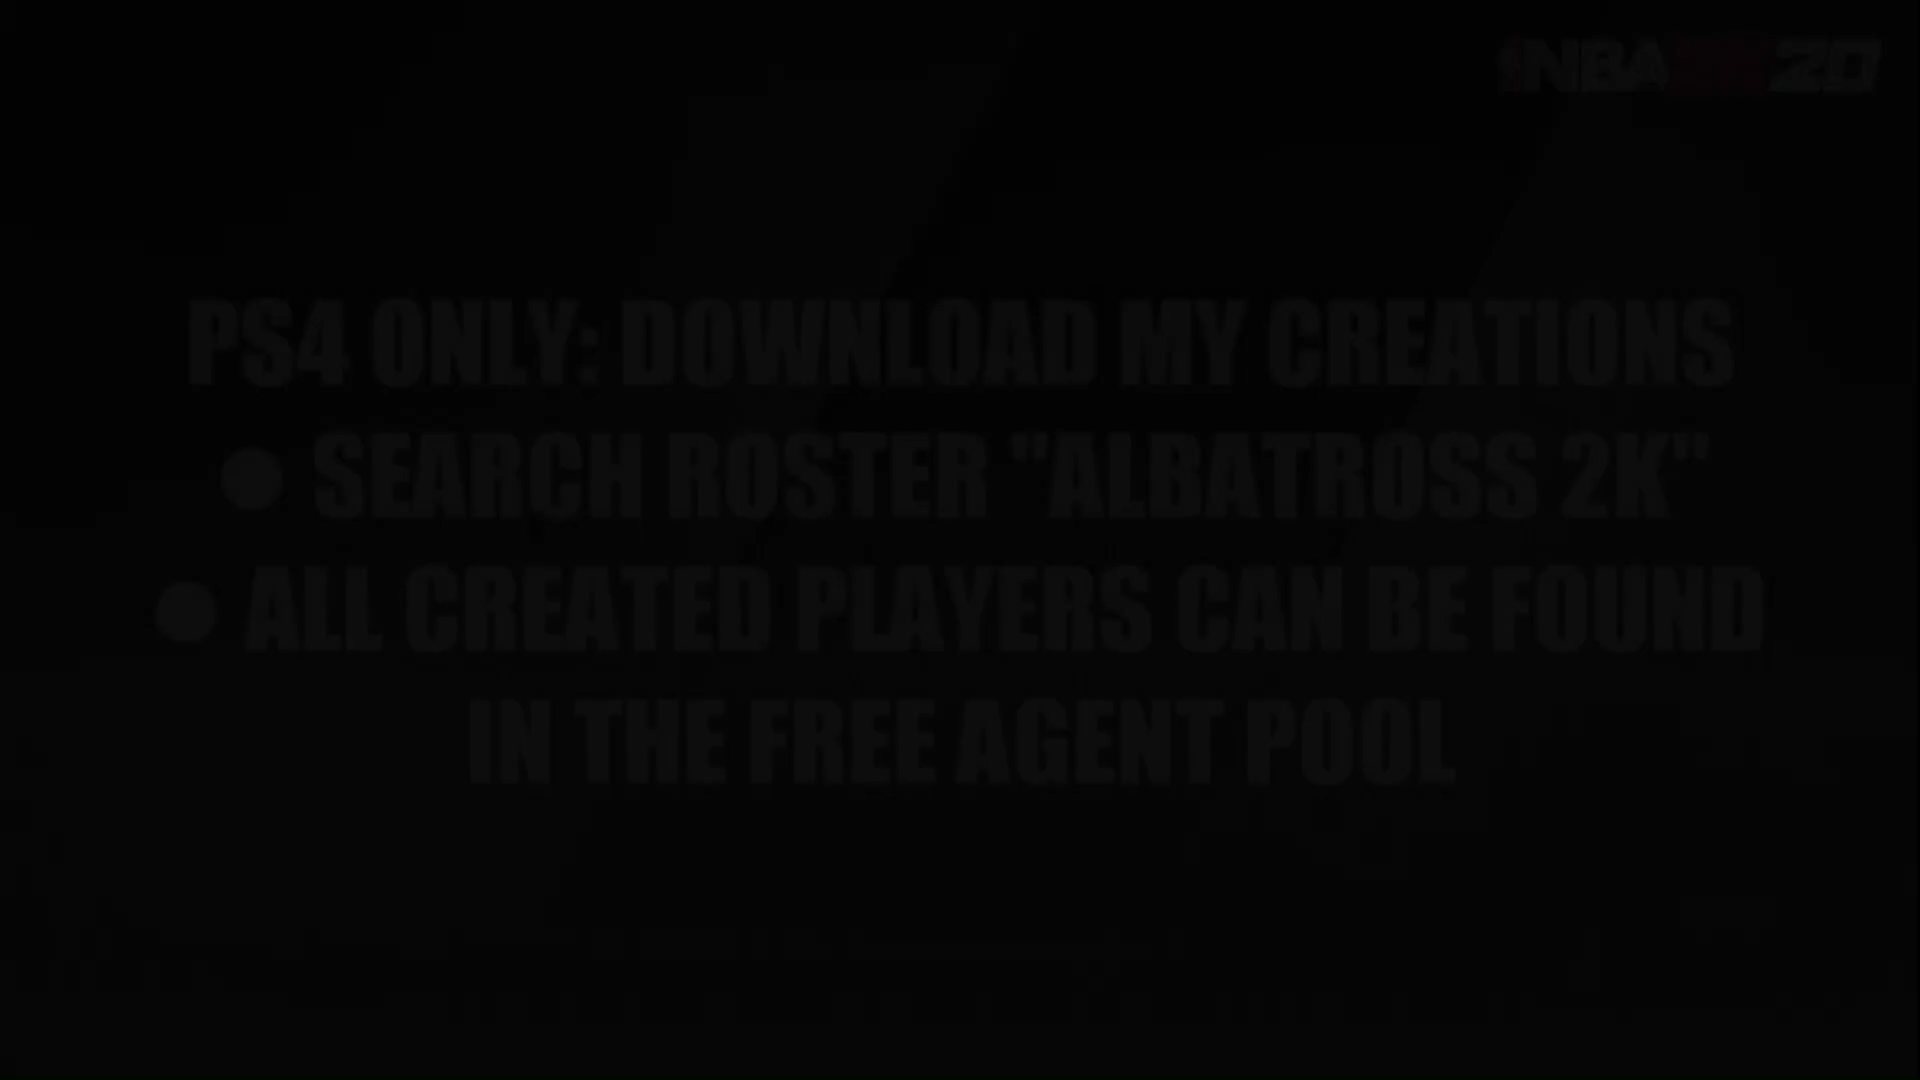 NBA 2K20
PS4 ONLY: DOWNLOAD MY CREATIONS
● SEARCH ROSTER "ALBATROSS 2K"
● ALL CREATED PLAYERS CAN BE FOUND
IN THE FREE AGENT POOL